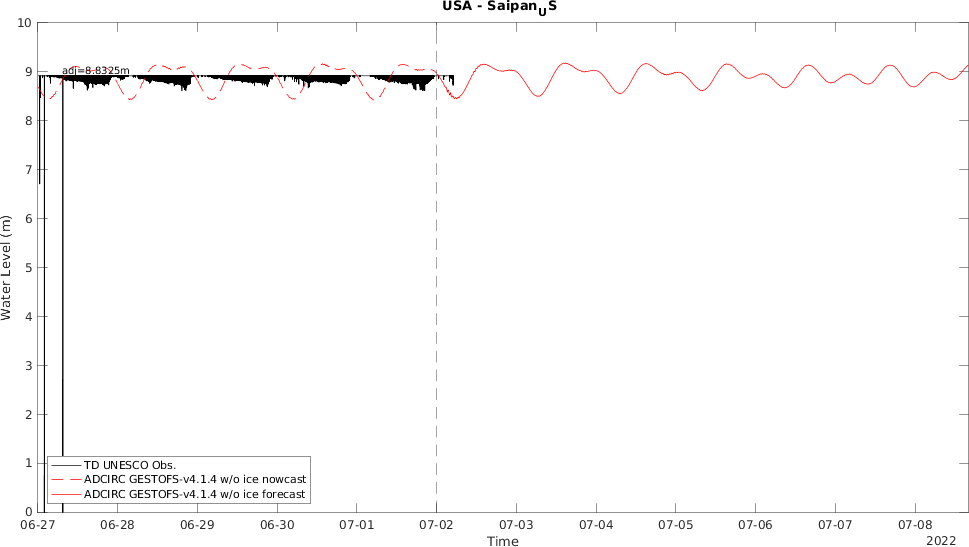 USA - Saipan_US
10
9
8
7
6
5
4
3
2
1
0
Water Level (m)
adj=8.8325m
TD UNESCO Obs.
ADCIRC GESTOFS-v4.1.4 w/o ice nowcast
ADCIRC GESTOFS-v4.1.4 w/o ice forecast
06-27 06-28 06-29 06-30 07-01 07-02 07-03 07-04 07-05 07-06 07-07 07-08
Time
2022